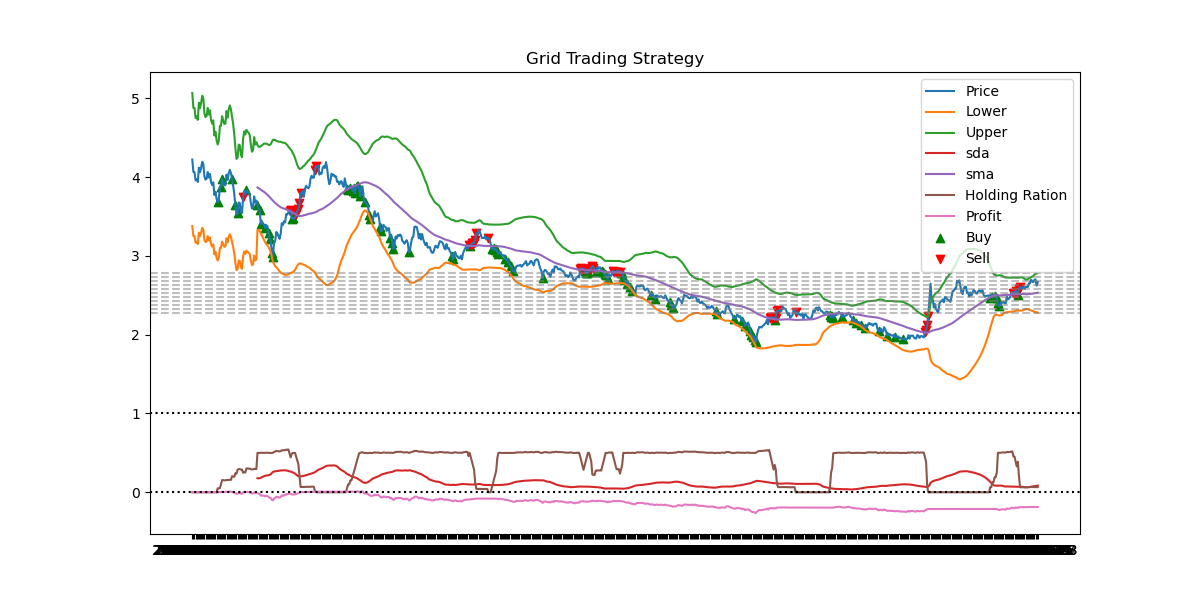 Grid Trading Strategy
5
4
3
2
1
0
Price
Lower
Upper
sda
sma
Holding Ration
Profit
Buy
Sell